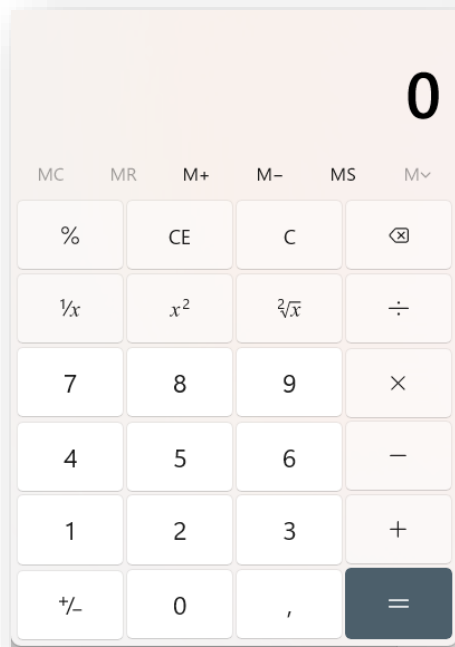 0
MC MR M+ M− MS M
% CE C
¹⁄x x² ²√x ÷
7 8 9 ×
4 5 6 −
1 2 3 +
+/− 0 , =